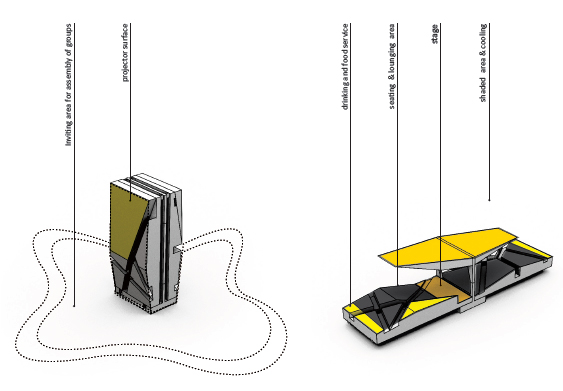 Inviting area for assembly of groups
projector surface
drinking and food service
seating & lounging area
stage
shaded area & cooling